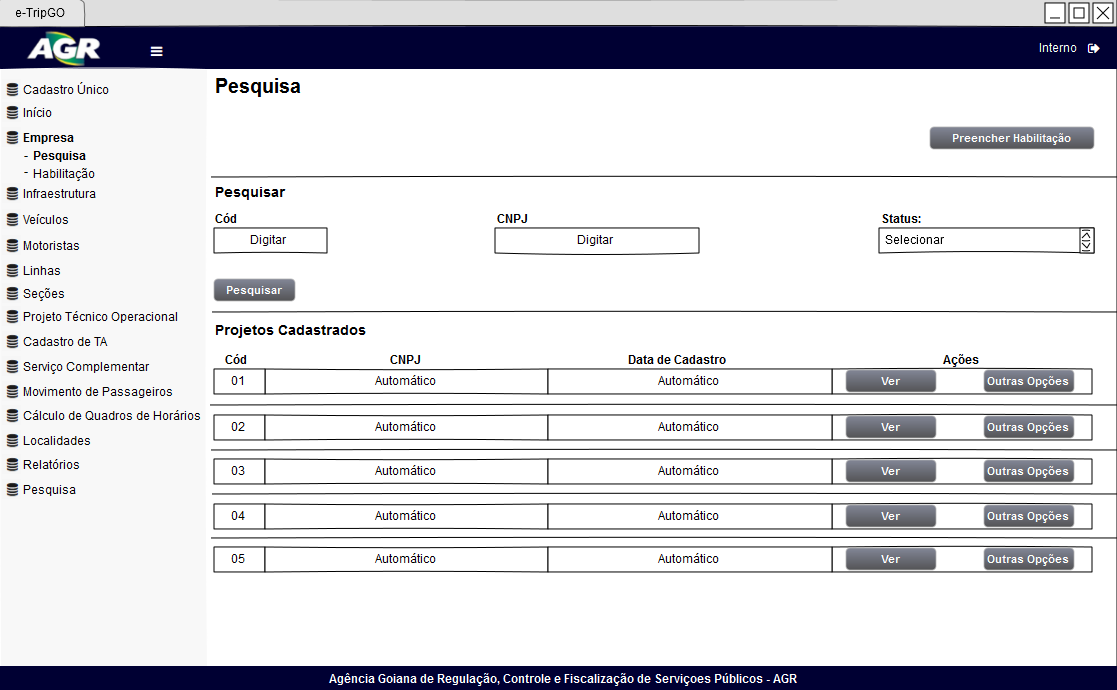 e-TripGO
AGR
Interno
Cadastro Único
Início
Empresa
- Pesquisa
- Habilitação
Infraestrutura
Veículos
Motoristas
Linhas
Seções
Projeto Técnico Operacional
Cadastro de TA
Serviço Complementar
Movimento de Passageiros
Cálculo de Quadros de Horários
Localidades
Relatórios
Pesquisa
Pesquisa
Preencher Habilitação
Pesquisar
Cód CNPJ Status:
Digitar Digitar Selecionar
Pesquisar
Projetos Cadastrados
Cód CNPJ Data de Cadastro Ações
01 Automático Automático Ver Outras Opções
02 Automático Automático Ver Outras Opções
03 Automático Automático Ver Outras Opções
04 Automático Automático Ver Outras Opções
05 Automático Automático Ver Outras Opções
Agência Goiana de Regulação, Controle e Fiscalização de Serviçoes Públicos - AGR